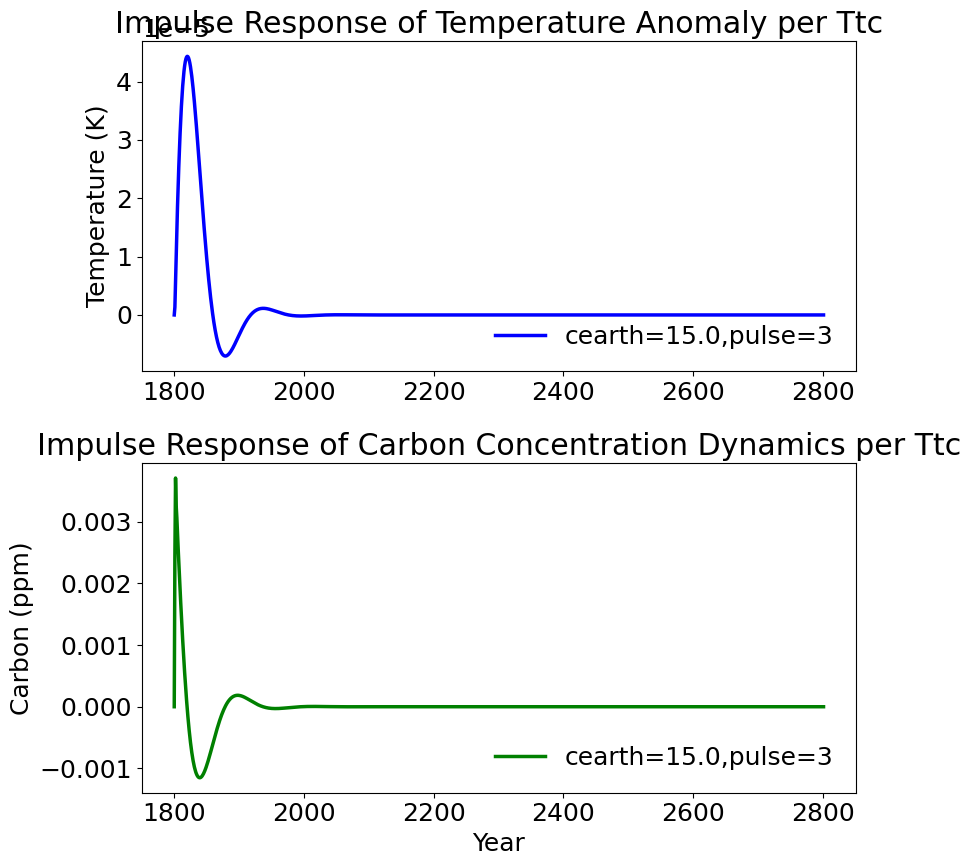 Impulse Response of Temperature Anomaly per Ttc
1e−5
4
3
2
1
0
Temperature (K)
cearth=15.0,pulse=3
1800 2000 2200 2400 2600 2800
Impulse Response of Carbon Concentration Dynamics per Ttc
0.003
0.002
0.001
0.000
−0.001
Carbon (ppm)
cearth=15.0,pulse=3
1800 2000 2200 2400 2600 2800
Year